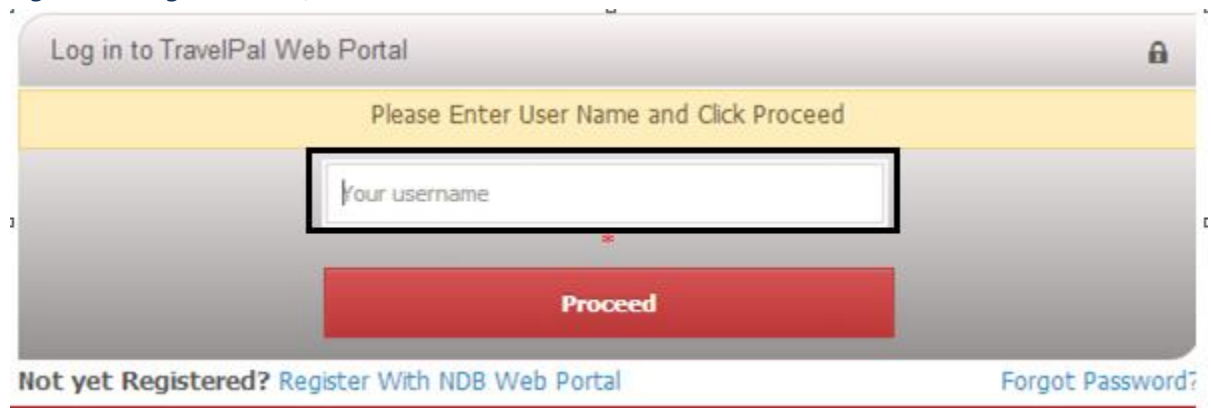 Log in to TravelPal Web Portal
Please Enter User Name and Click Proceed
Your username
*
Proceed
Not yet Registered? Register With NDB Web Portal Forgot Password?